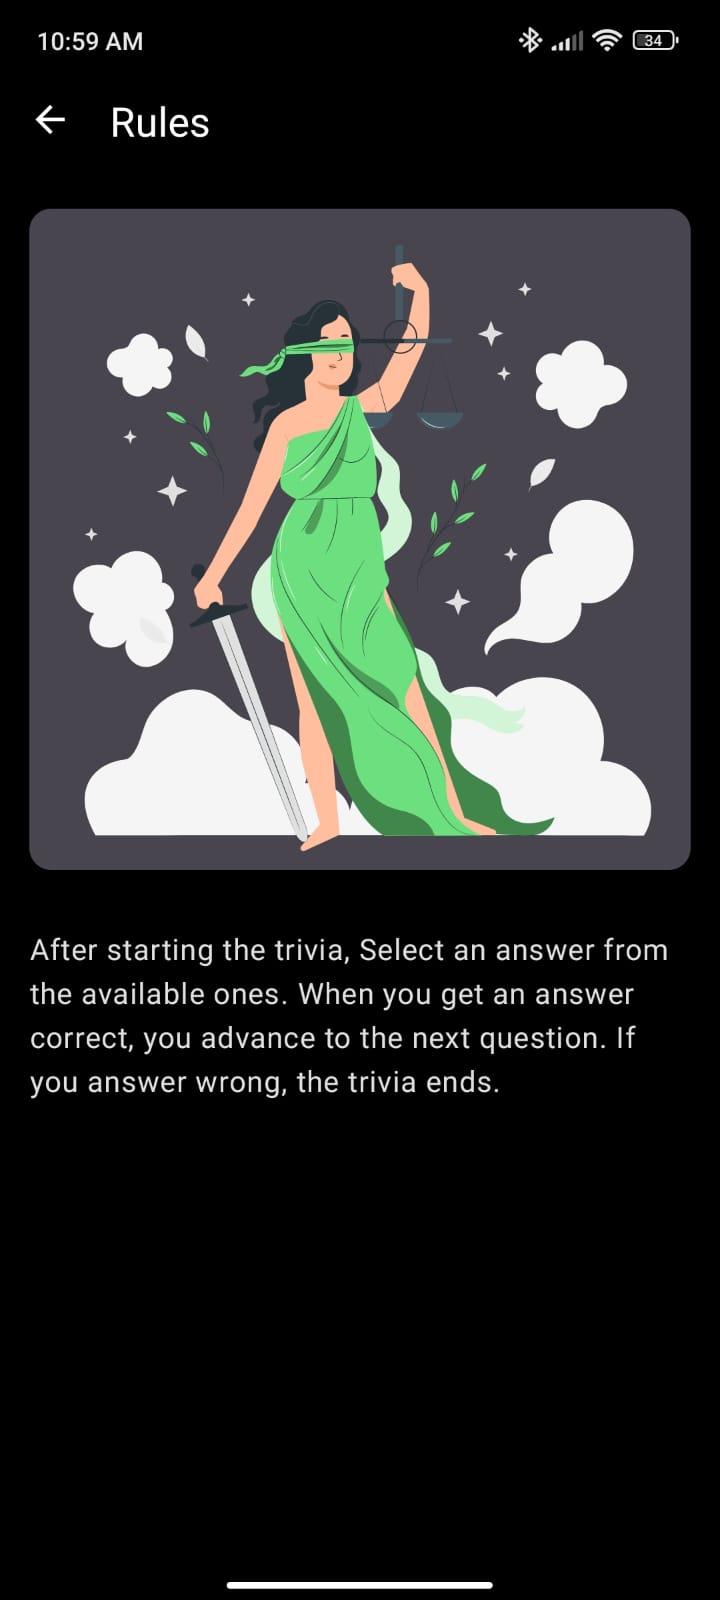 10:59 AM
34
Rules
After starting the trivia, Select an answer from
the available ones. When you get an answer
correct, you advance to the next question. If
you answer wrong, the trivia ends.